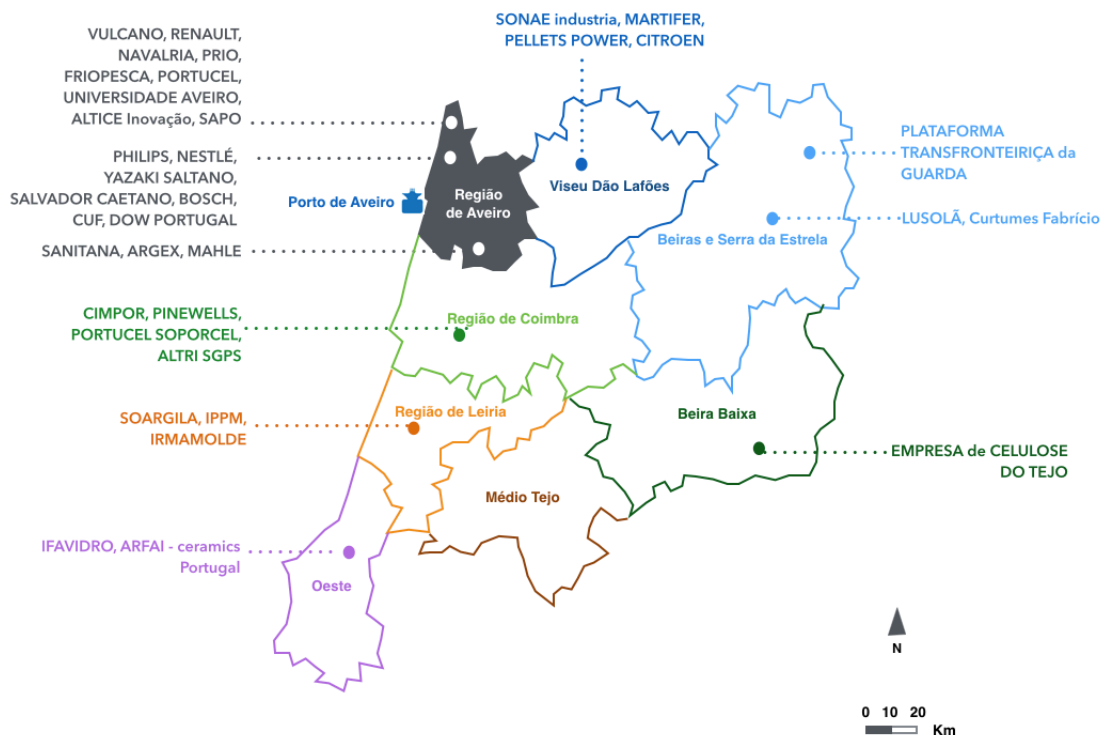 VULCANO, RENAULT,
NAVALRIA, PRIO,
FRIOPESCA, PORTUCEL,
UNIVERSIDADE AVEIRO,
ALTICE Inovação, SAPO
PHILIPS, NESTLÉ,
YAZAKI SALTANO,
SALVADOR CAETANO, BOSCH,
CUF, DOW PORTUGAL
SANITANA, ARGEX, MAHLE
SONAE industria, MARTIFER,
PELLETS POWER, CITROEN
PLATAFORMA
TRANSFRONTEIRIÇA da
GUARDA
LUSOLÃ, Curtumes Fabrício
Porto de Aveiro
Região
de Aveiro
Viseu Dão Lafões
Beiras e Serra da Estrela
CIMPOR, PINEWELLS,
PORTUCEL SOPORCEL,
ALTRI SGPS
Região de Coimbra
SOARGILA, IPPM,
IRMAMOLDE
Região de Leiria
Beira Baixa
EMPRESA de CELULOSE
DO TEJO
Médio Tejo
IFAVIDRO, ARFAI - ceramics
Portugal
Oeste
N
0 10 20
Km